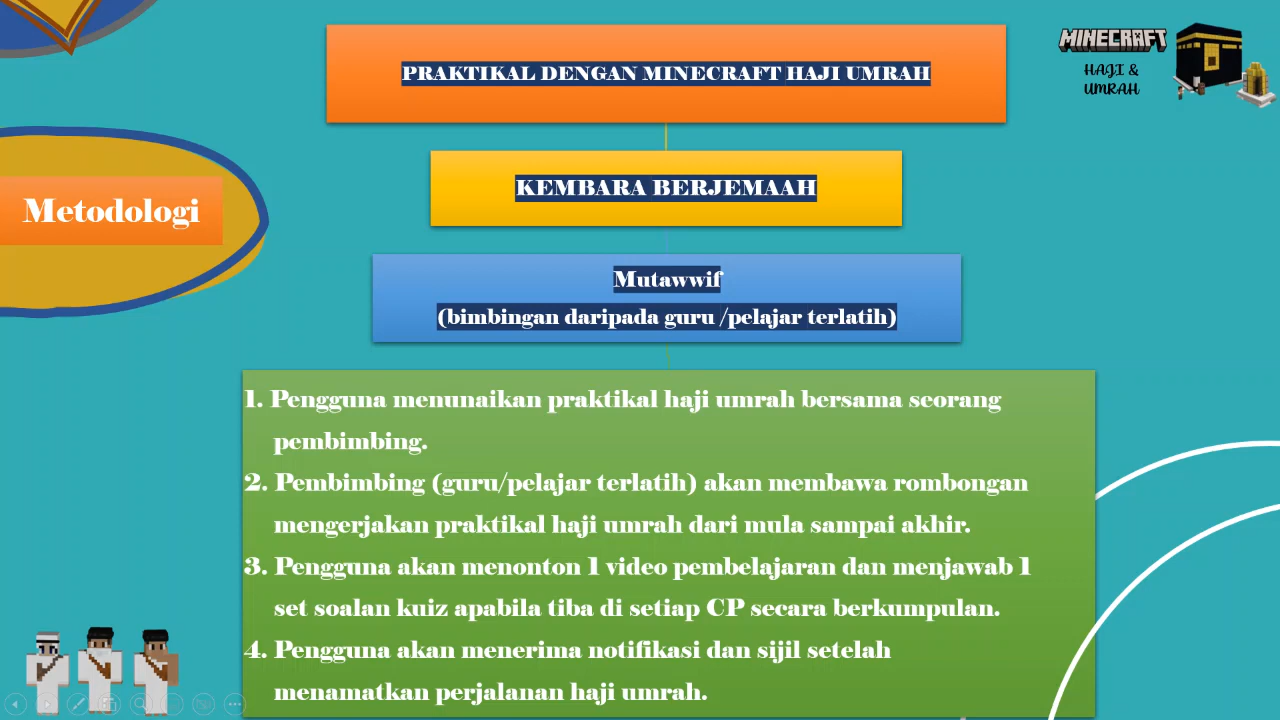 PRAKTIKAL DENGAN MINECRAFT HAJI UMRAH
MINECRAFT
HAJI &
UMRAH
KEMBARA BERJEMAAH
Metodologi
Mutawwif
(bimbingan daripada guru /pelajar terlatih)
1. Pengguna menunaikan praktikal haji umrah bersama seorang
pembimbing.
2. Pembimbing (guru/pelajar terlatih) akan membawa rombongan
mengerjakan praktikal haji umrah dari mula sampai akhir.
3. Pengguna akan menonton 1 video pembelajaran dan menjawab 1
set soalan kuiz apabila tiba di setiap CP secara berkumpulan.
4. Pengguna akan menerima notifikasi dan sijil setelah
menamatkan perjalanan haji umrah.